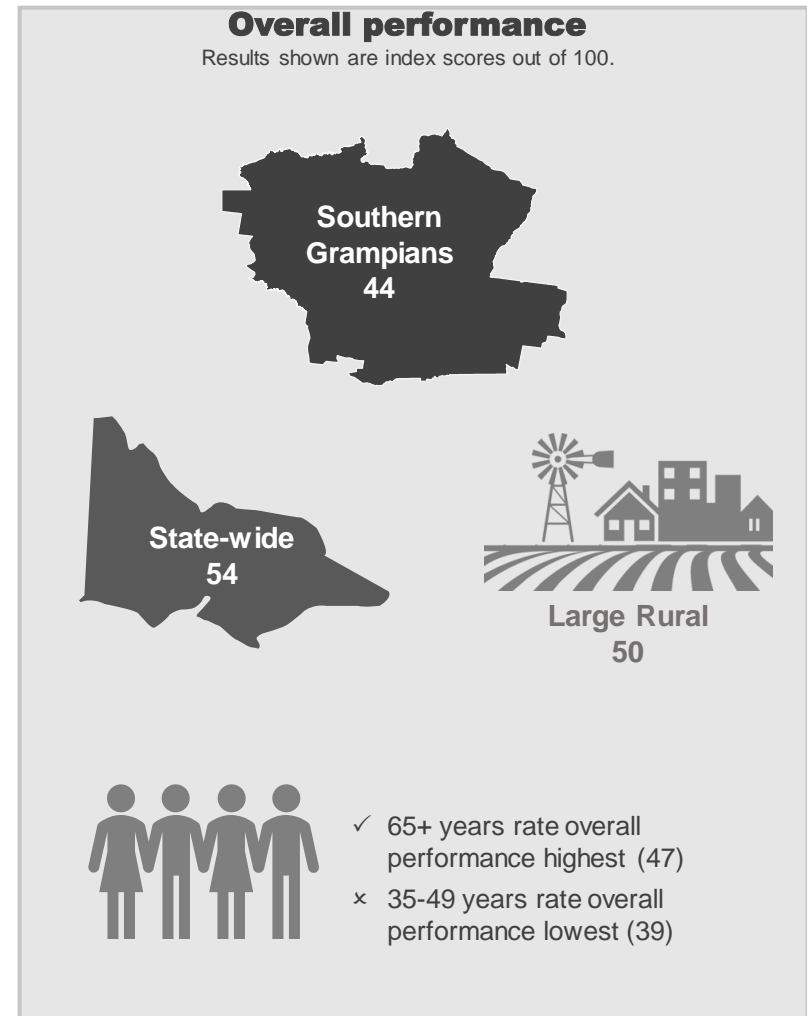 Overall performance
Results shown are index scores out of 100.
Southern
Grampians
44
State-wide
54
Large Rural
50
✓ 65+ years rate overall
performance highest (47)
× 35-49 years rate overall
performance lowest (39)